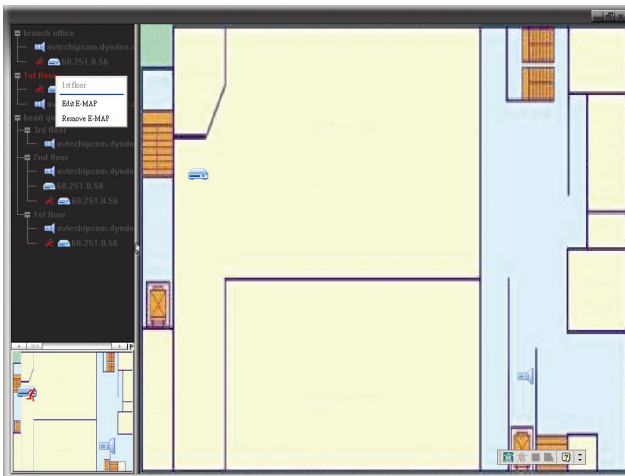 branch office
avtechipcam.dyndns.
60.251.8.56
1st floor
1st floor
Edit E-MAP
Remove E-MAP
head qu
3rd floor
avtechipcam.dyndn
2nd floor
avtechipcam.dyndn
60.251.8.58
60.251.8.56
1st floor
avtechipcam.dyndn
60.251.8.56